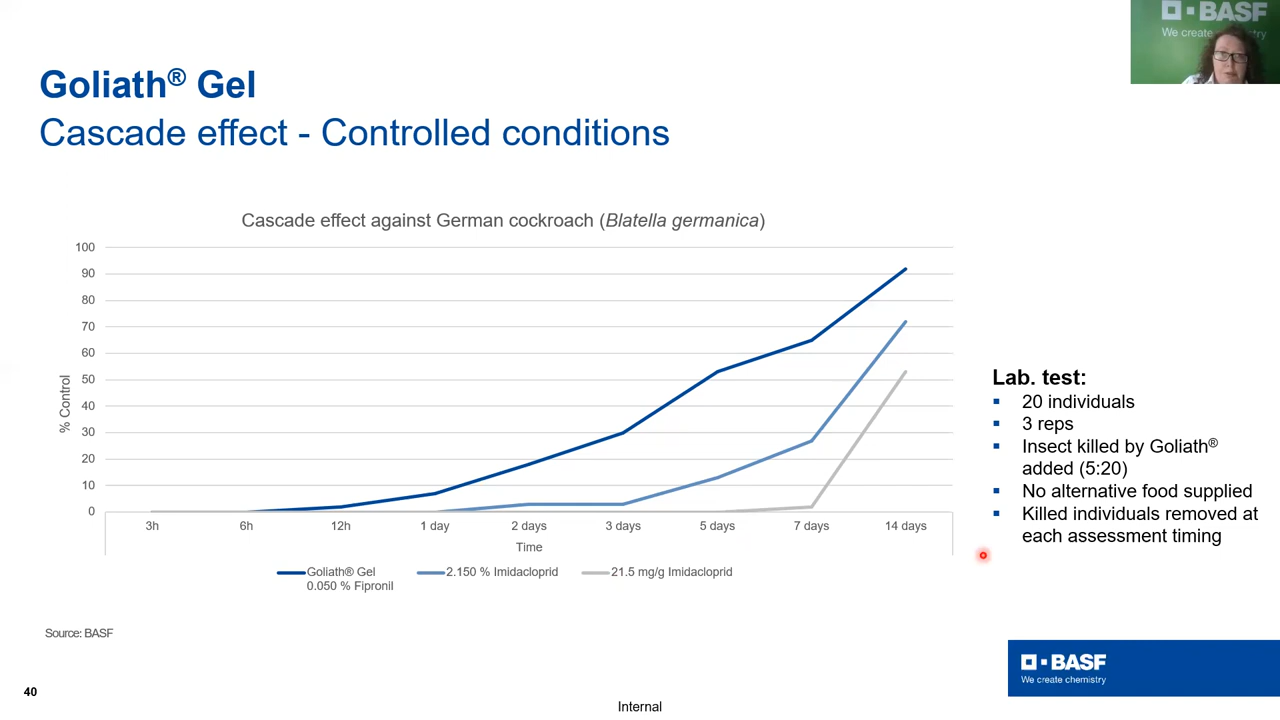 BASF
We create chemistry
Goliath® Gel
Cascade effect - Controlled conditions
Cascade effect against German cockroach (Blatella germanica)
100
90
80
70
60
50
40
30
20
10
0
% Control
3h 6h 12h 1 day 2 days 3 days 5 days 7 days 14 days
Time
Goliath® Gel
0.050 % Fipronil
2.150 % Imidacloprid
21.5 mg/g Imidacloprid
Lab. test:
▪ 20 individuals
▪ 3 reps
▪ Insect killed by Goliath®
added (5:20)
▪ No alternative food supplied
▪ Killed individuals removed at
each assessment timing
Source: BASF
BASF
We create chemistry
40
Internal